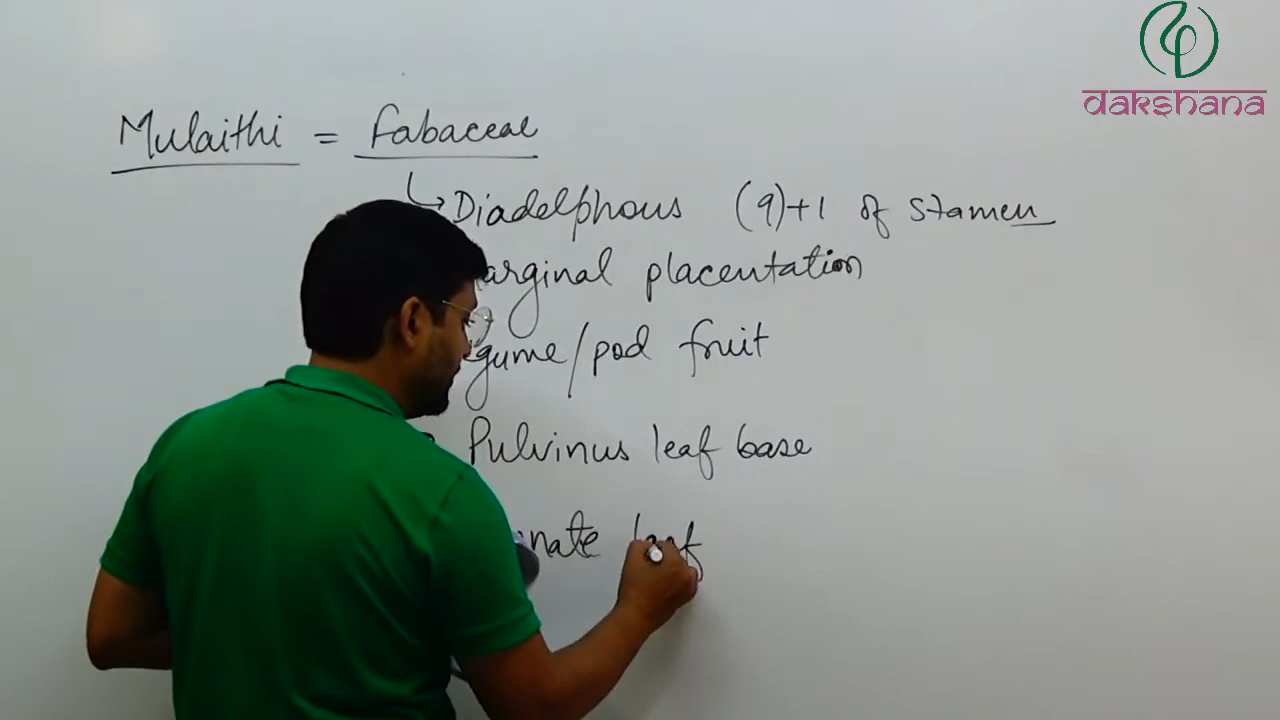 dakshana
Mulaithi = Fabaceae
↳ Diadelphous (9)+1 of stamen
arginal placentation
gume/pod fruit
Pulvinus leaf base
nate leaf